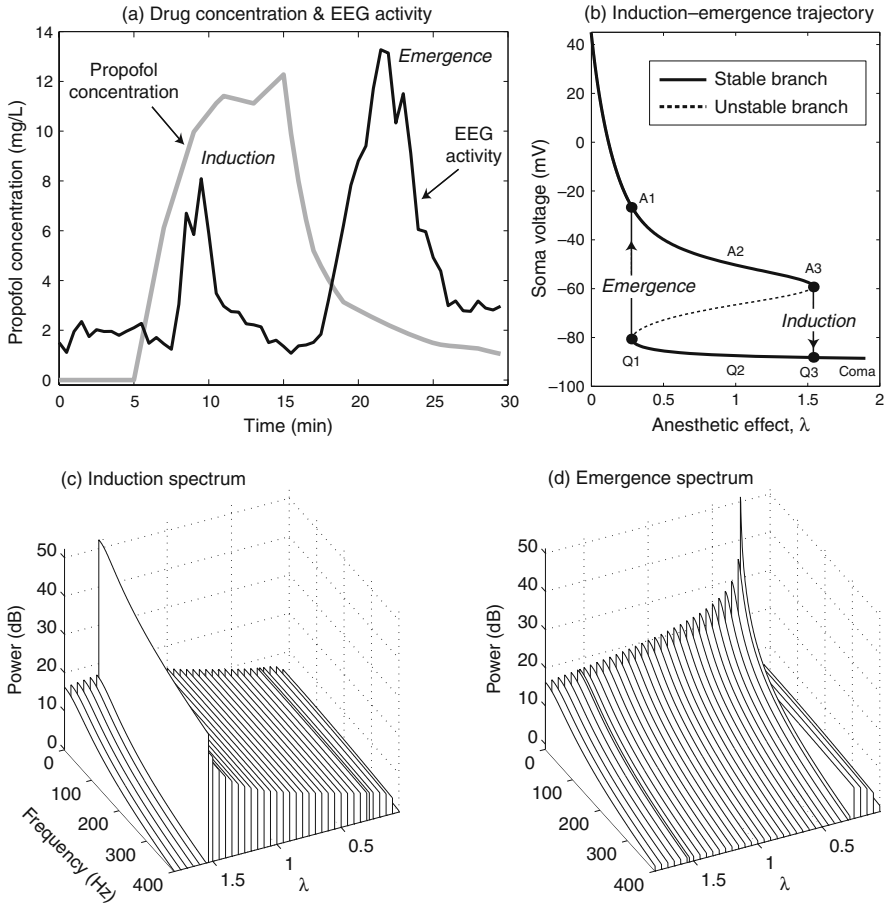 (a) Drug concentration & EEG activity
14
12
10
8
6
4
2
0
Propofol concentration (mg/L)
Propofol
concentration
Induction
Emergence
EEG
activity
0
5
10
15
20
25
30
Time (min)
(b) Induction–emergence trajectory
40
20
0
−20
−40
−60
−80
−100
Soma voltage (mV)
Stable branch
Unstable branch
A1
A2
A3
Emergence
Induction
Q1
Q2
Q3
Coma
0
0.5
1
1.5
2
Anesthetic effect, λ
(c) Induction spectrum
50
40
30
20
10
0
Power (dB)
0
100
200
300
400
Frequency (Hz)
1.5
1
0.5
λ
(d) Emergence spectrum
50
40
30
20
10
0
Power (dB)
0
100
200
300
400
1.5
1
0.5
λ